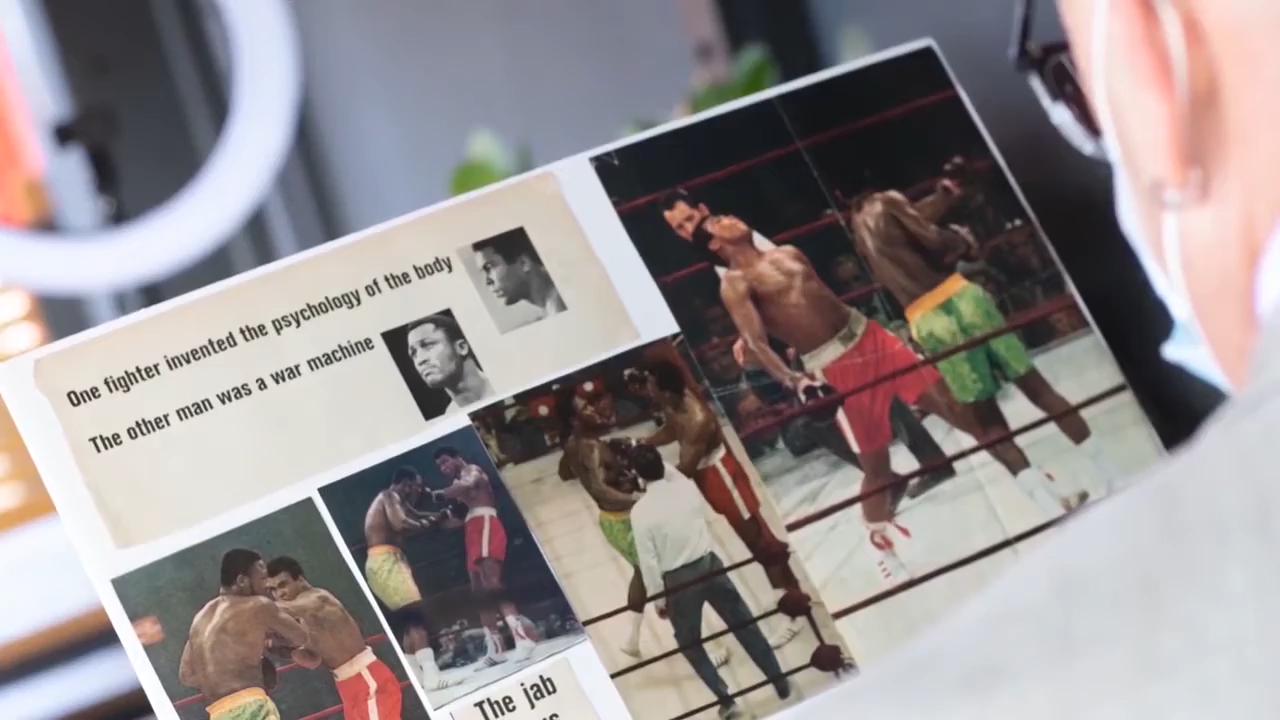 One fighter invented the psychology of the body
The other man was a war machine
The jab